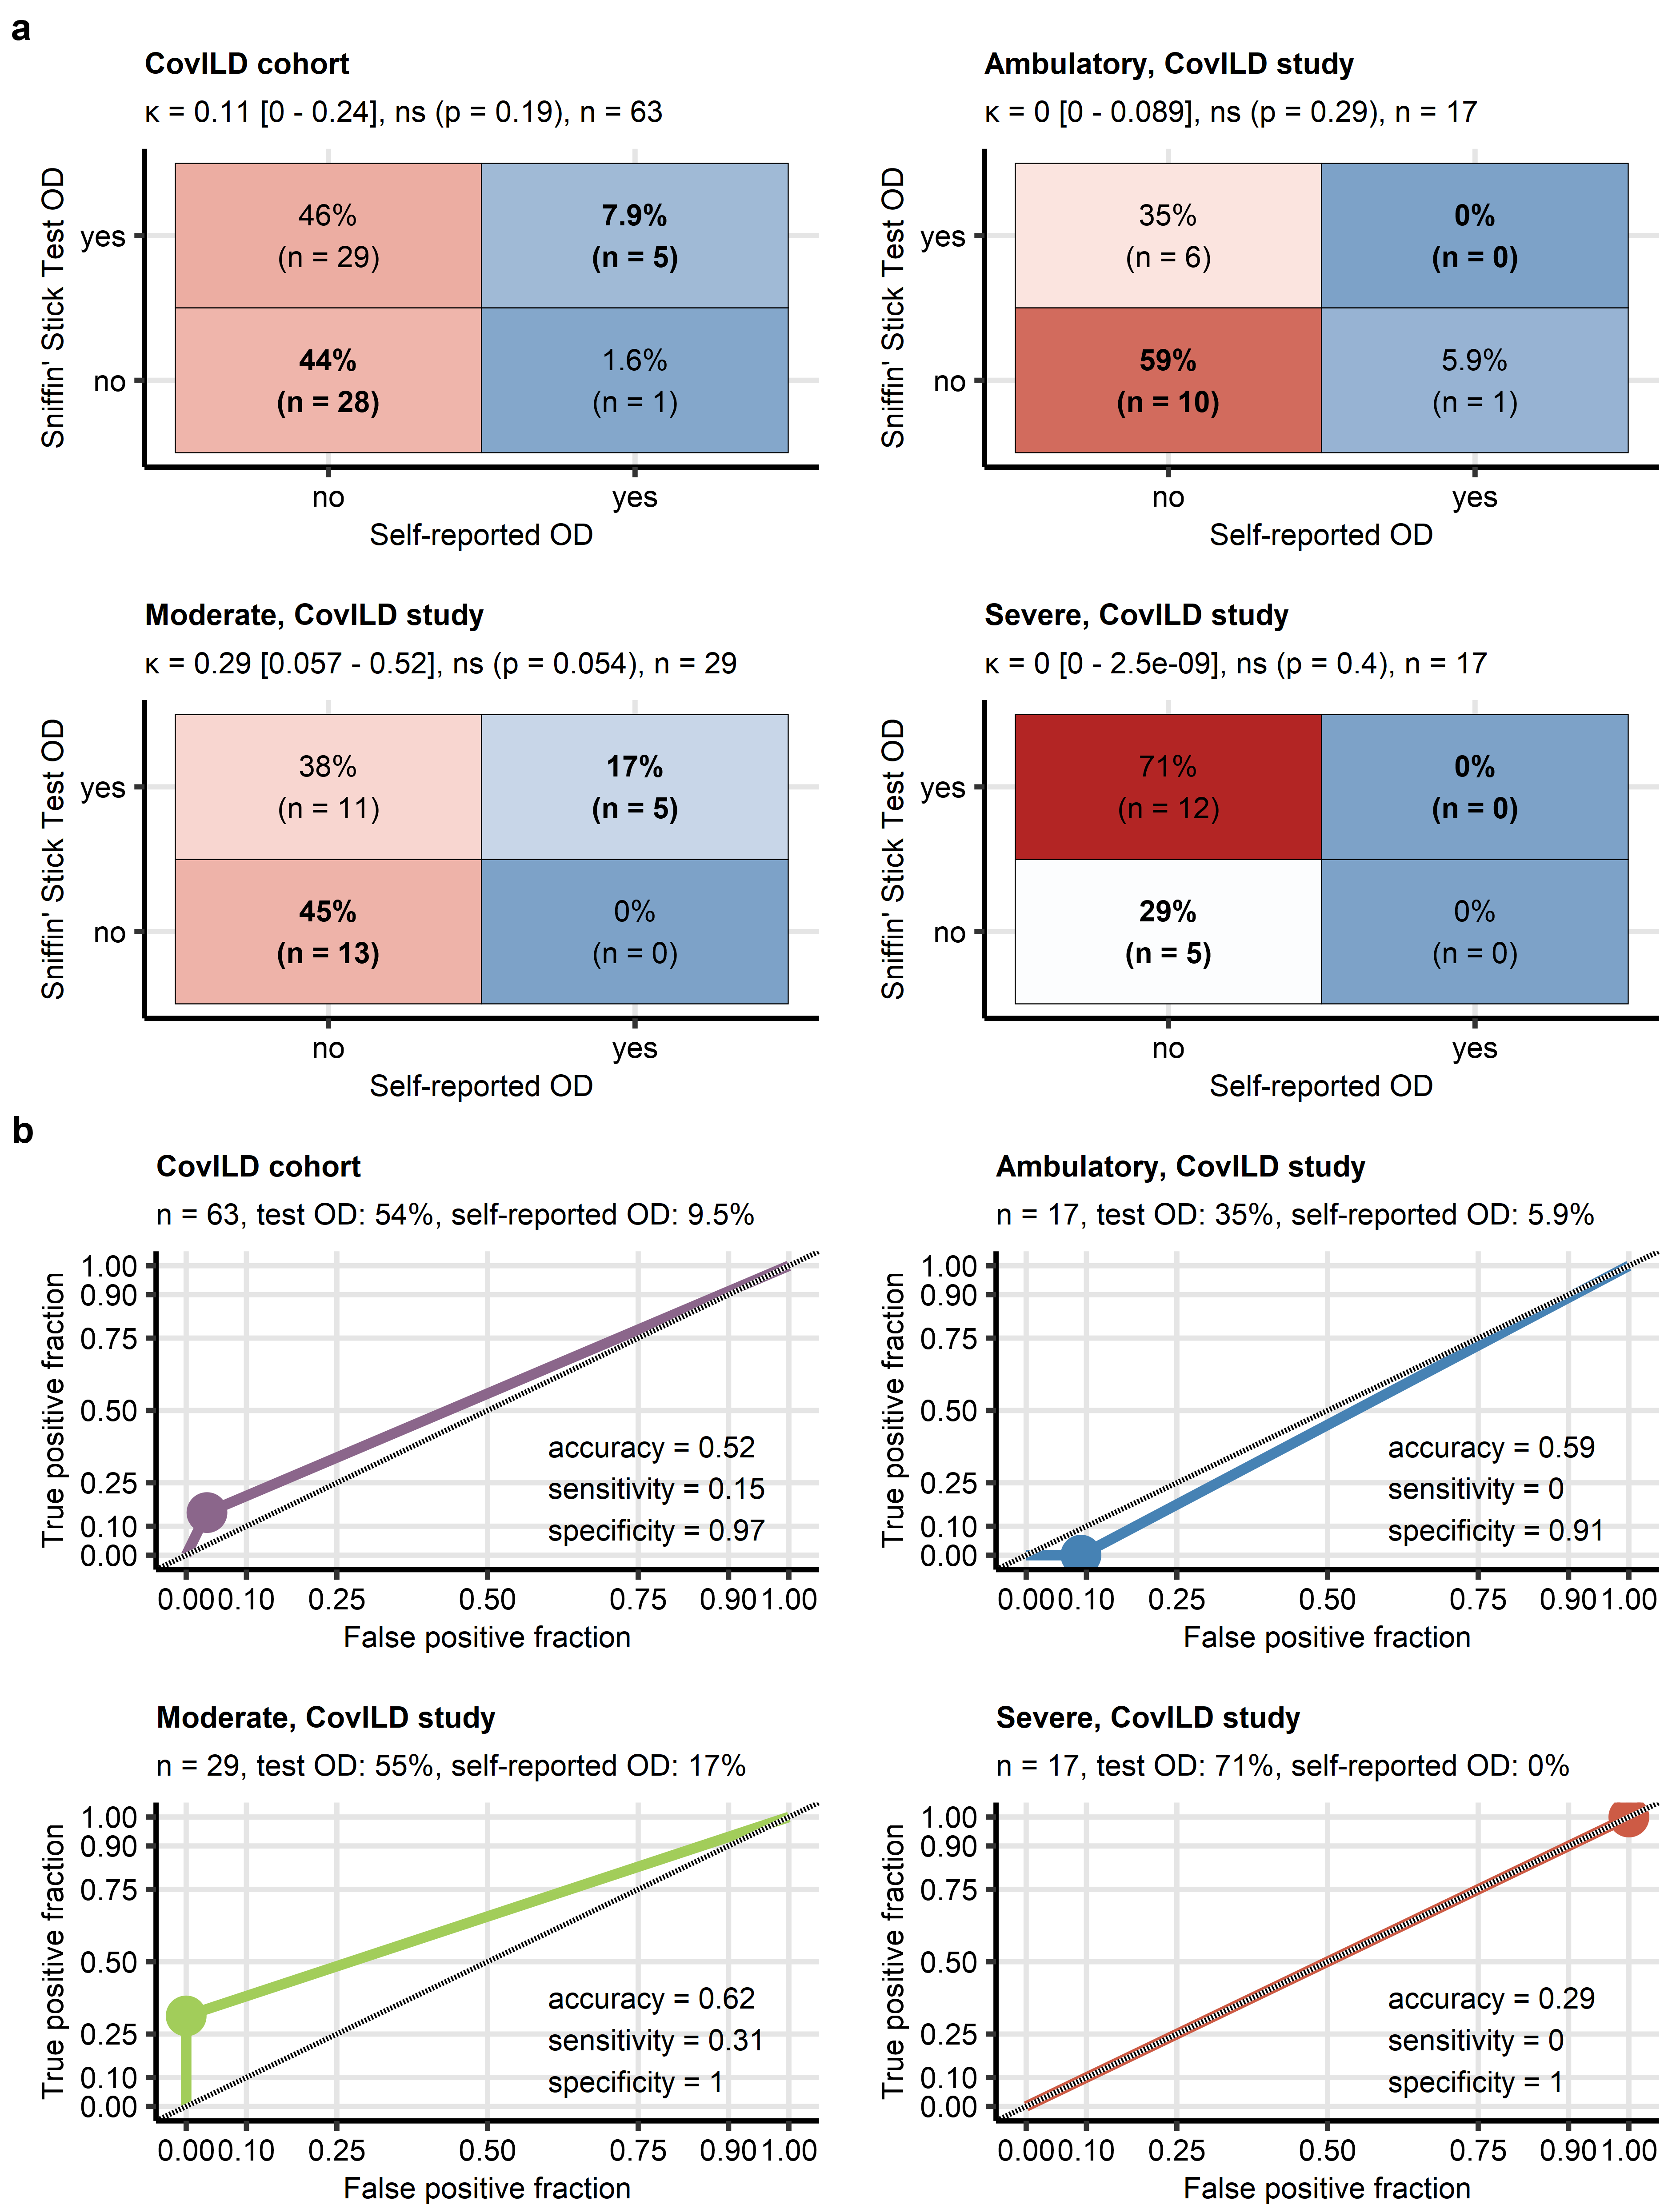 a
CovILD cohort
κ = 0.11 [0 - 0.24], ns (p = 0.19), n = 63
Sniffin' Stick Test OD
yes
no
46%
(n = 29)
7.9%
(n = 5)
44%
(n = 28)
1.6%
(n = 1)
no
yes
Self-reported OD
Ambulatory, CovILD study
κ = 0 [0 - 0.089], ns (p = 0.29), n = 17
Sniffin' Stick Test OD
yes
no
35%
(n = 6)
0%
(n = 0)
59%
(n = 10)
5.9%
(n = 1)
no
yes
Self-reported OD
Moderate, CovILD study
κ = 0.29 [0.057 - 0.52], ns (p = 0.054), n = 29
Sniffin' Stick Test OD
yes
no
38%
(n = 11)
17%
(n = 5)
45%
(n = 13)
0%
(n = 0)
no
yes
Self-reported OD
Severe, CovILD study
κ = 0 [0 - 2.5e-09], ns (p = 0.4), n = 17
Sniffin' Stick Test OD
yes
no
71%
(n = 12)
0%
(n = 0)
29%
(n = 5)
0%
(n = 0)
no
yes
Self-reported OD
b
CovILD cohort
n = 63, test OD: 54%, self-reported OD: 9.5%
True positive fraction
1.00
0.90
0.75
0.50
0.25
0.10
0.00
accuracy = 0.52
sensitivity = 0.15
specificity = 0.97
0.00 0.10 0.25 0.50 0.75 0.90 1.00
False positive fraction
Ambulatory, CovILD study
n = 17, test OD: 35%, self-reported OD: 5.9%
True positive fraction
1.00
0.90
0.75
0.50
0.25
0.10
0.00
accuracy = 0.59
sensitivity = 0
specificity = 0.91
0.00 0.10 0.25 0.50 0.75 0.90 1.00
False positive fraction
Moderate, CovILD study
n = 29, test OD: 55%, self-reported OD: 17%
True positive fraction
1.00
0.90
0.75
0.50
0.25
0.10
0.00
accuracy = 0.62
sensitivity = 0.31
specificity = 1
0.00 0.10 0.25 0.50 0.75 0.90 1.00
False positive fraction
Severe, CovILD study
n = 17, test OD: 71%, self-reported OD: 0%
True positive fraction
1.00
0.90
0.75
0.50
0.25
0.10
0.00
accuracy = 0.29
sensitivity = 0
specificity = 1
0.00 0.10 0.25 0.50 0.75 0.90 1.00
False positive fraction